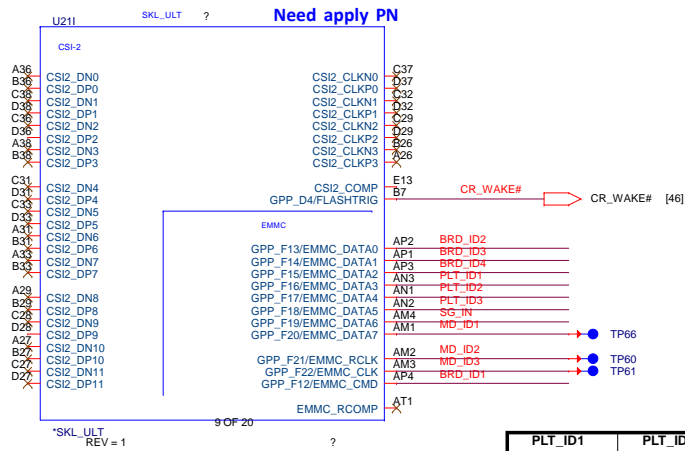 U21I SKL_ULT ? Need apply PN
CSI-2
A36 CSI2_DN0 CSI2_CLKN0 C37
B36 CSI2_DP0 CSI2_CLKP0 D37
C38 CSI2_DN1 CSI2_CLKN1 C32
D38 CSI2_DP1 CSI2_CLKP1 D32
C36 CSI2_DN2 CSI2_CLKN2 C29
D36 CSI2_DP2 CSI2_CLKP2 D29
A38 CSI2_DN3 CSI2_CLKN3 B26
B38 CSI2_DP3 CSI2_CLKP3 A26
C31 CSI2_DN4 CSI2_COMP E13
D31 CSI2_DP4 GPP_D4/FLASHTRIG B7 CR_WAKE# CR_WAKE# [46]
C33 CSI2_DN5
D33 CSI2_DP5
A31 CSI2_DN6 EMMC
B31 CSI2_DP6 GPP_F13/EMMC_DATA0 AP2 BRD_ID2
A33 CSI2_DN7 GPP_F14/EMMC_DATA1 AP1 BRD_ID3
B33 CSI2_DP7 GPP_F15/EMMC_DATA2 AP3 BRD_ID4
GPP_F16/EMMC_DATA3 AN3 PLT_ID1
A29 CSI2_DN8 GPP_F17/EMMC_DATA4 AN1 PLT_ID2
B29 CSI2_DP8 GPP_F18/EMMC_DATA5 AN2 PLT_ID3
C28 CSI2_DN9 GPP_F19/EMMC_DATA6 AM4 SG_IN
D28 CSI2_DP9 GPP_F20/EMMC_DATA7 AM1 MD_ID1 TP66
A27 CSI2_DN10
B27 CSI2_DP10 GPP_F21/EMMC_RCLK AM2 MD_ID2 TP60
C27 CSI2_DN11 GPP_F22/EMMC_CLK AM3 MD_ID3 TP61
D27 CSI2_DP11 GPP_F12/EMMC_CMD AP4 BRD_ID1
EMMC_RCOMP AT1
9 OF 20
*SKL_ULT
REV = 1 ?
PLT_ID1